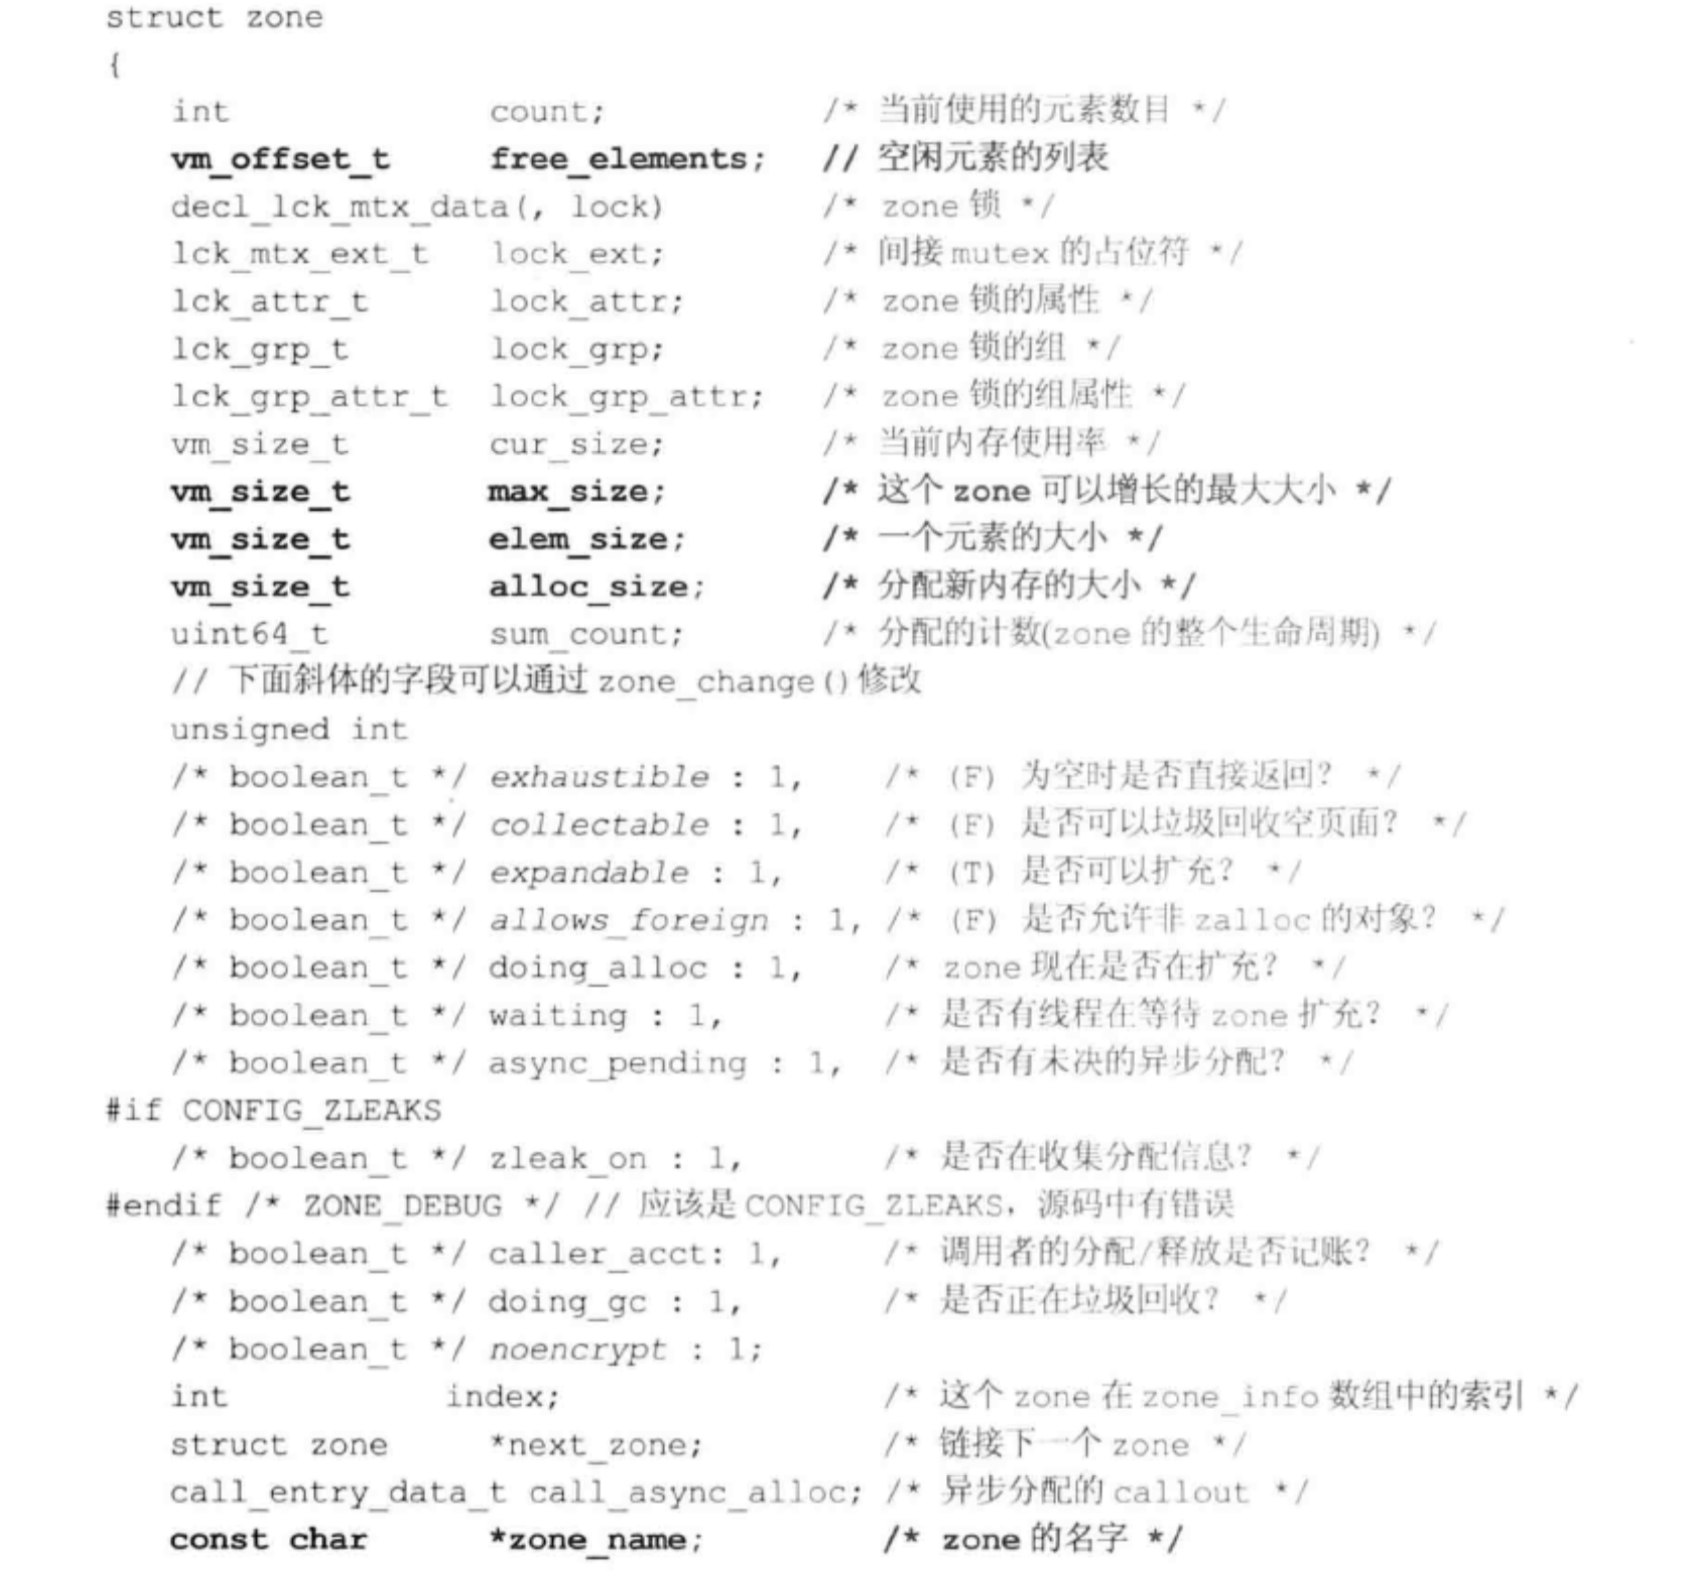 struct zone
{
int count; /* 当前使用的元素数目 */
vm_offset_t free_elements; // 空闲元素的列表
decl_lck_mtx_data(, lock) /* zone 锁 */
lck_mtx_ext_t lock_ext; /* 间接 mutex 的占位符 */
lck_attr_t lock_attr; /* zone 锁的属性 */
lck_grp_t lock_grp; /* zone 锁的组 */
lck_grp_attr_t lock_grp_attr; /* zone 锁的组属性 */
vm_size_t cur_size; /* 当前内存使用率 */
vm_size_t max_size; /* 这个 zone 可以增长的最大大小 */
vm_size_t elem_size; /* 一个元素的大小 */
vm_size_t alloc_size; /* 分配新内存的大小 */
uint64_t sum_count; /* 分配的计数(zone 的整个生命周期) */
// 下面斜体的字段可以通过 zone_change()修改
unsigned int
/* boolean_t */ exhaustible : 1, /* (F) 为空时是否直接返回? */
/* boolean_t */ collectable : 1, /* (F) 是否可以垃圾回收空页面? */
/* boolean_t */ expandable : 1, /* (T) 是否可以扩充? */
/* boolean_t */ allows_foreign : 1, /* (F) 是否允许非 zalloc 的对象? */
/* boolean_t */ doing_alloc : 1, /* zone 现在是否在扩充? */
/* boolean_t */ waiting : 1, /* 是否有线程在等待 zone 扩充? */
/* boolean_t */ async_pending : 1, /* 是否有未决的异步分配? */
#if CONFIG_ZLEAKS
/* boolean_t */ zleak_on : 1, /* 是否在收集分配信息? */
#endif /* ZONE_DEBUG */ // 应该是 CONFIG_ZLEAKS，源码中有错误
/* boolean_t */ caller_acct: 1, /* 调用者的分配/释放是否记账? */
/* boolean_t */ doing_gc : 1, /* 是否正在垃圾回收? */
/* boolean_t */ noencrypt : 1;
int index; /* 这个 zone 在 zone_info 数组中的索引 */
struct zone *next_zone; /* 链接下一个 zone */
call_entry_data_t call_async_alloc; /* 异步分配的 callout */
const char *zone_name; /* zone 的名字 */